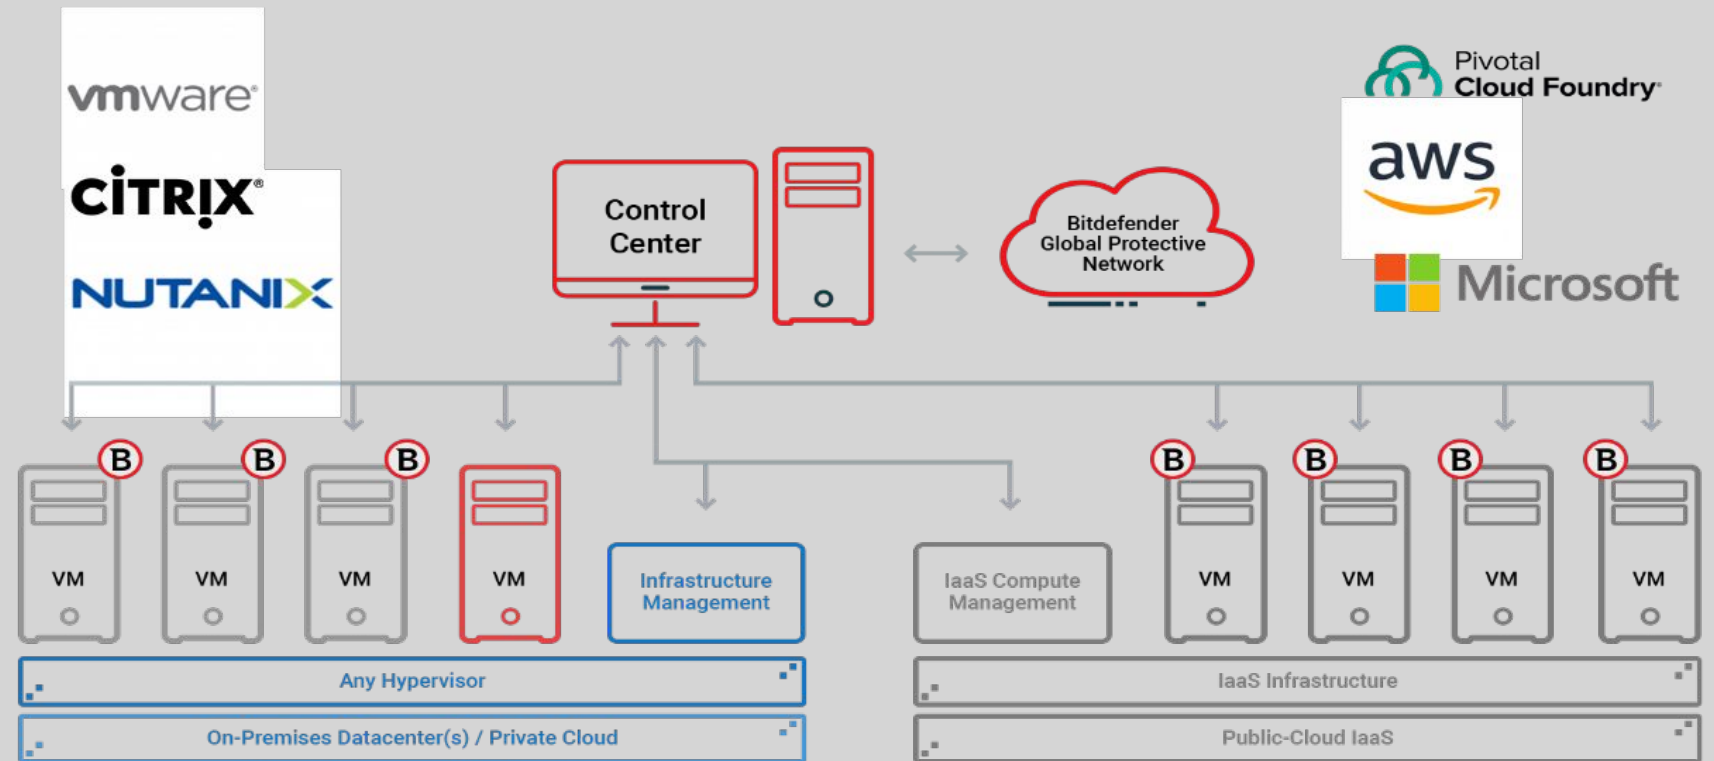 vmware®
CİTRIX®
NUTANIX
Control
Center
Bitdefender
Global Protective
Network
Pivotal
Cloud Foundry
aws
Microsoft
B
B
B
B
B
B
B
VM
VM
VM
VM
Infrastructure
Management
IaaS Compute
Management
VM
VM
VM
VM
Any Hypervisor
IaaS Infrastructure
On-Premises Datacenter(s) / Private Cloud
Public-Cloud IaaS